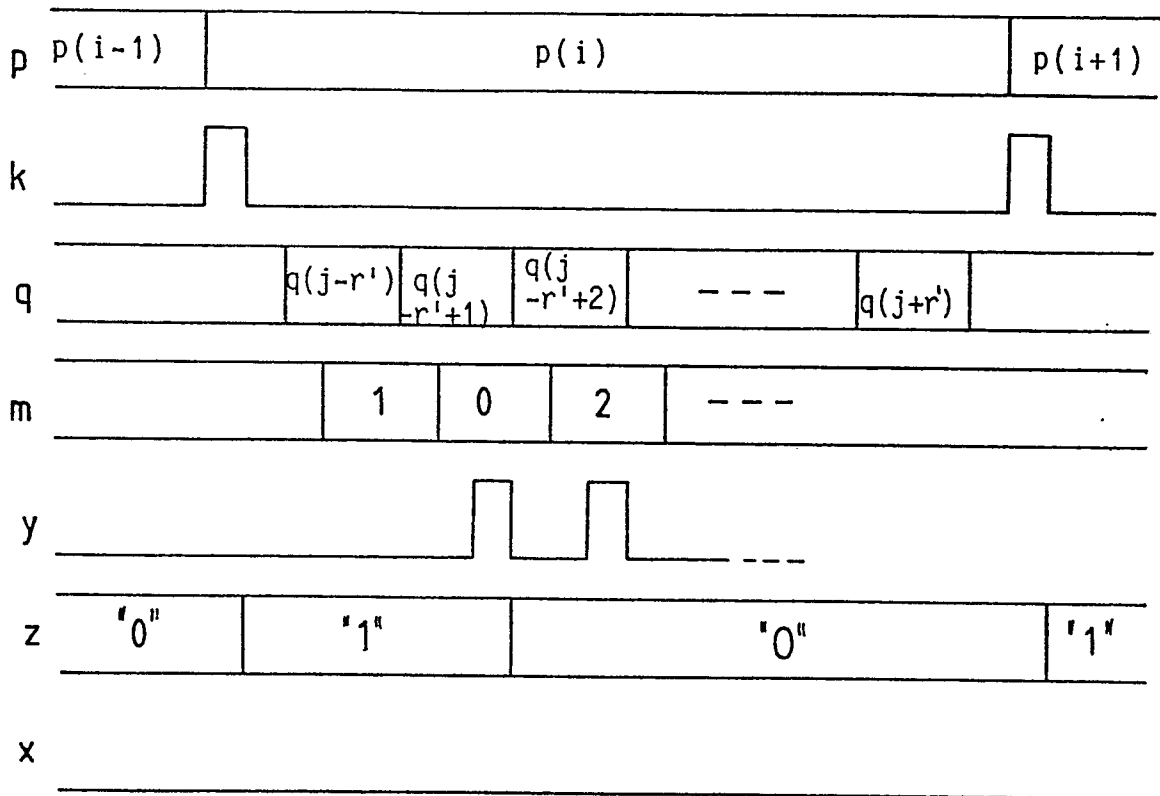 p p(i-1) p(i) p(i+1)
k
q q(j-r') q(j -r'+1) q(j -r'+2) --- q(j+r')
m 1 0 2 ---
y ---
z "0" "1" "0" "1"
x